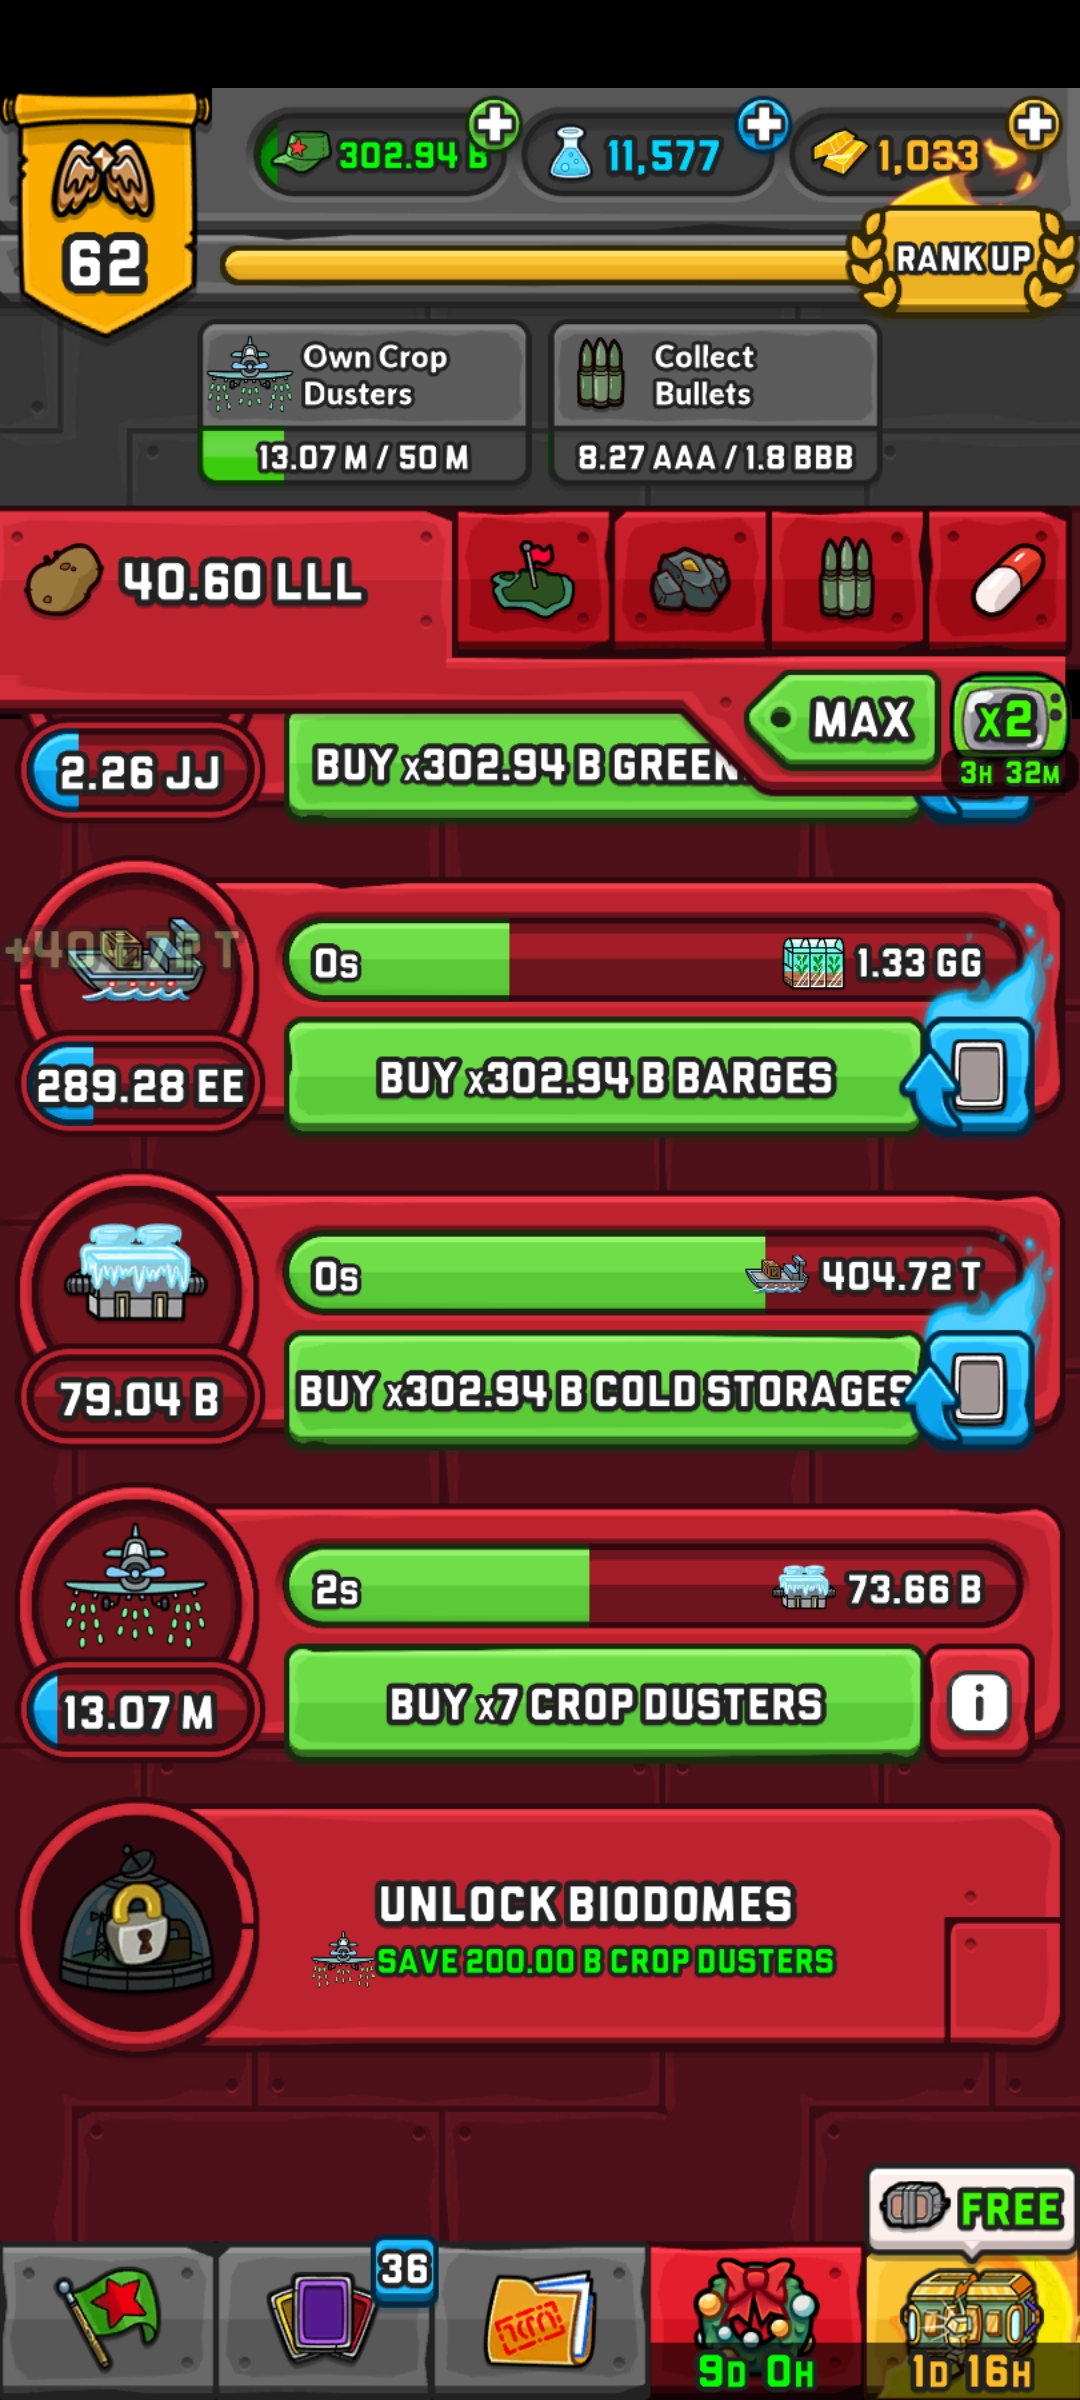 302.94 B
11,577
1,033
62
RANK UP
Own Crop
Dusters
13.07 M / 50 M
Collect
Bullets
8.27 AAA / 1.8 BBB
40.60 LLL
MAX
x2
3H 32M
2.26 JJ
BUY x302.94 B GREEN
+404.72 T
0s
1.33 GG
289.28 EE
BUY x302.94 B BARGES
0s
404.72 T
79.04 B
BUY x302.94 B COLD STORAGES
2s
73.66 B
13.07 M
BUY x7 CROP DUSTERS
i
UNLOCK BIODOMES
SAVE 200.00 B CROP DUSTERS
FREE
36
9D 0H
1D 16H